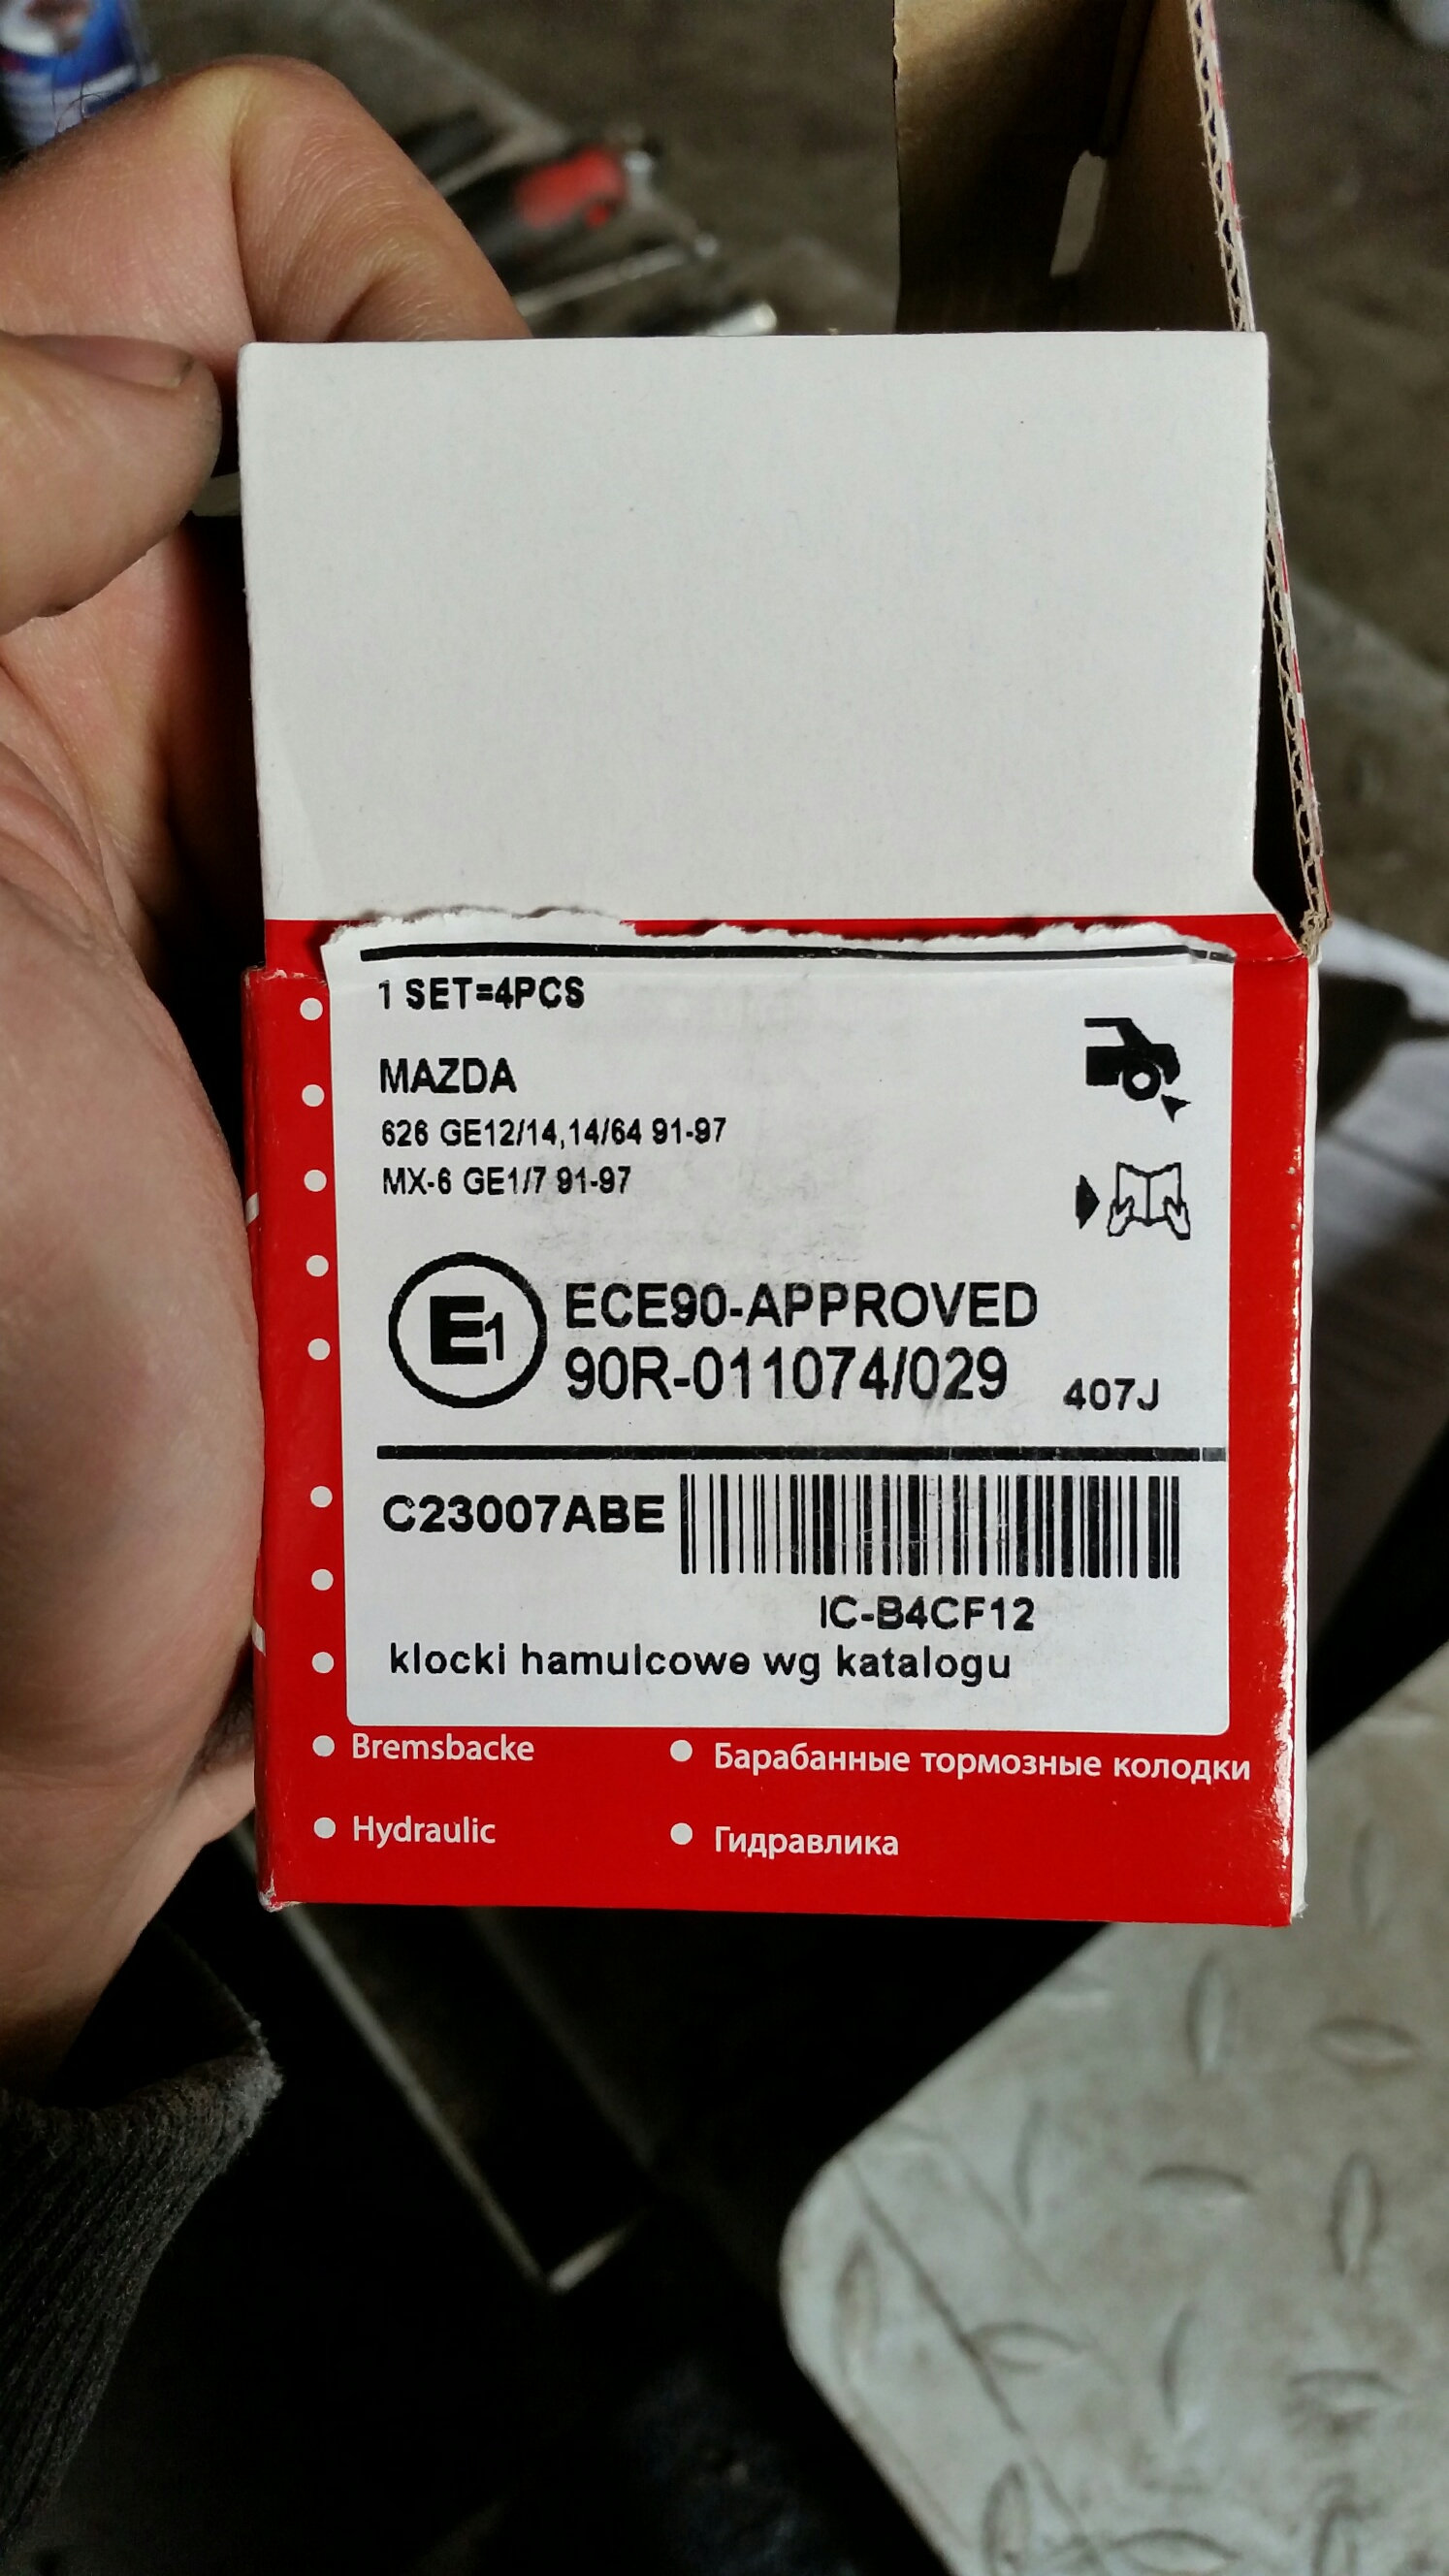 1 SET=4PCS
MAZDA
626 GE12/14,14/64 91-97
MX-6 GE1/7 91-97
E1
ECE90-APPROVED
90R-011074/029
407J
C23007ABE
IC-B4CF12
klocki hamulcowe wg katalogu
Bremsbacke
Барабанные тормозные колодки
Hydraulic
Гидравлика